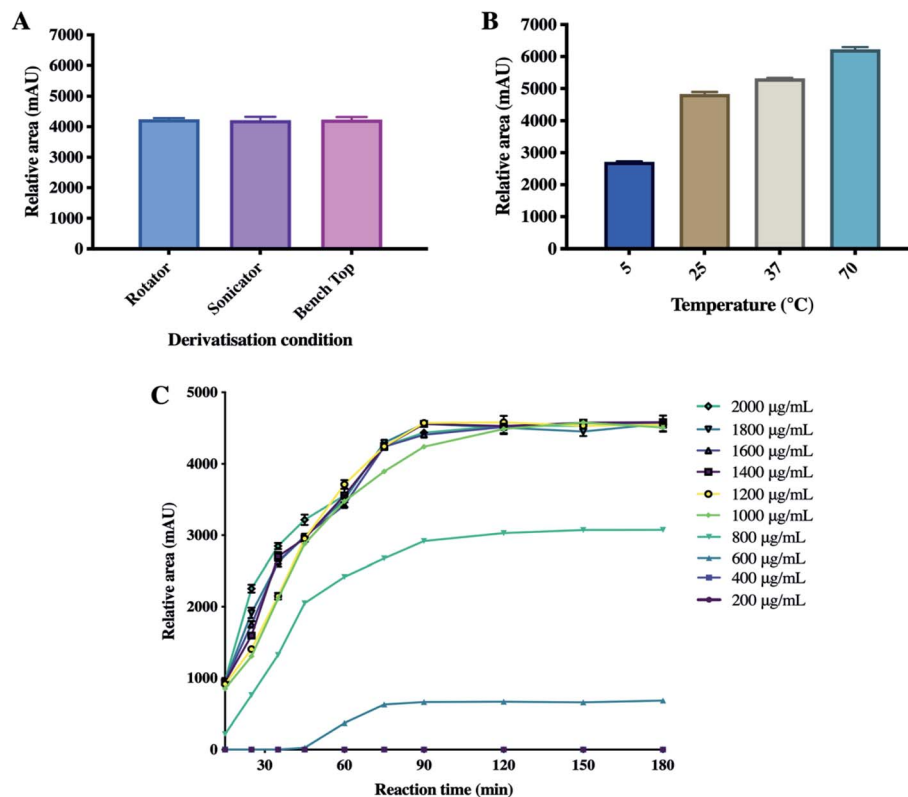 A
Relative area (mAU)
7000
6000
5000
4000
3000
2000
1000
0
Rotator
Sonicator
Bench Top
Derivatisation condition
B
Relative area (mAU)
7000
6000
5000
4000
3000
2000
1000
0
5
25
37
70
Temperature (°C)
C
Relative area (mAU)
5000
4000
3000
2000
1000
0
30
60
90
120
150
180
Reaction time (min)
2000 µg/mL
1800 µg/mL
1600 µg/mL
1400 µg/mL
1200 µg/mL
1000 µg/mL
800 µg/mL
600 µg/mL
400 µg/mL
200 µg/mL